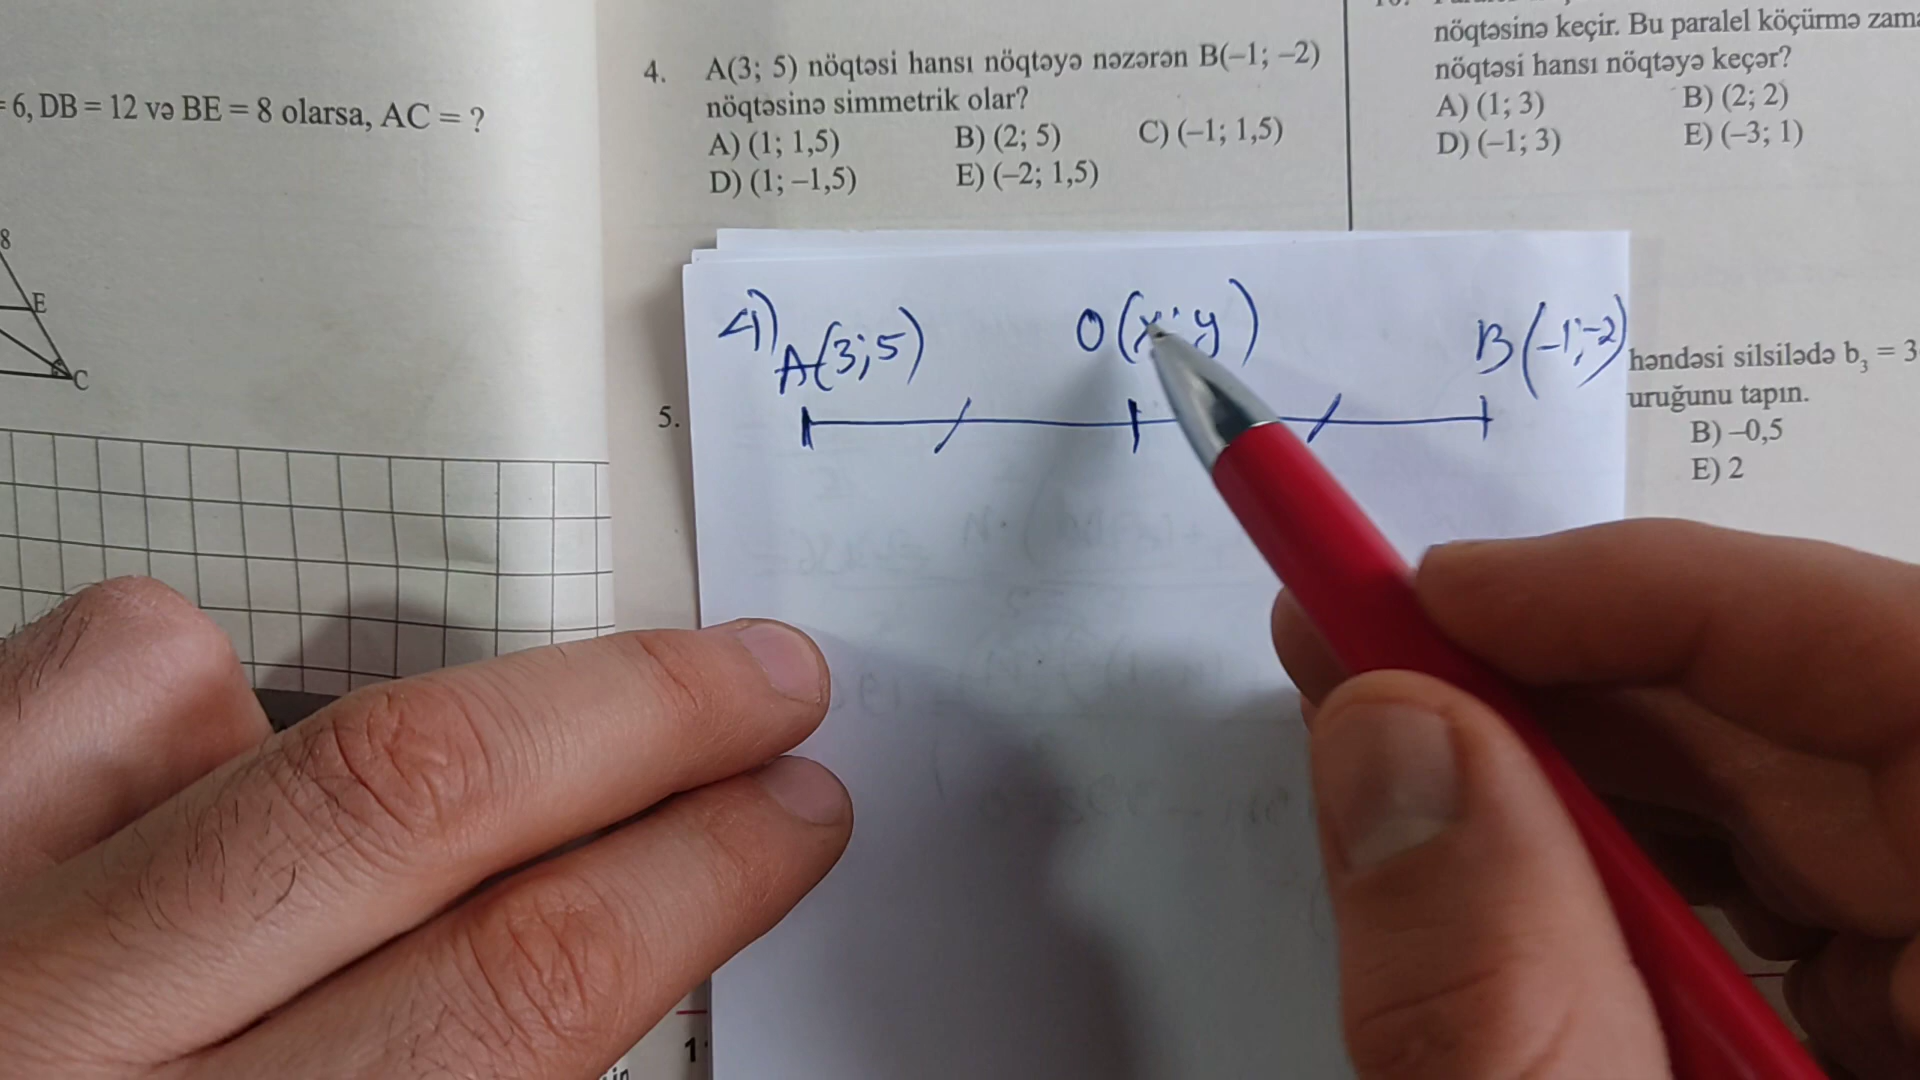 = 6, DB = 12 və BE = 8 olarsa, AC = ?
8
E
C
4. A(3; 5) nöqtəsi hansı nöqtəyə nəzərən B(–1; –2)
nöqtəsinə simmetrik olar?
A) (1; 1,5) B) (2; 5) C) (–1; 1,5)
D) (1; –1,5) E) (–2; 1,5)
5.
nöqtəsinə keçir. Bu paralel köçürmə zama
nöqtəsi hansı nöqtəyə keçər?
A) (1; 3) B) (2; 2)
D) (–1; 3) E) (–3; 1)
həndəsi silsilədə b₃ = 3
uruğunu tapın.
B) –0,5
E) 2
4) A(3;5) O(x;y) B(-1;-2)